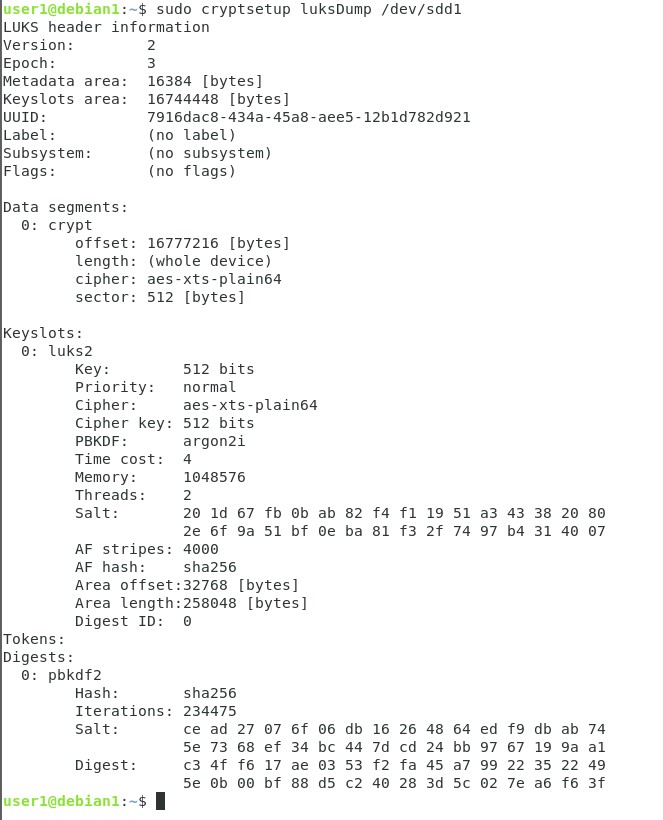 user1@debian1:~$ sudo cryptsetup luksDump /dev/sdd1
LUKS header information
Version:        2
Epoch:          3
Metadata area:  16384 [bytes]
Keyslots area:  16744448 [bytes]
UUID:           7916dac8-434a-45a8-aee5-12b1d782d921
Label:          (no label)
Subsystem:      (no subsystem)
Flags:          (no flags)

Data segments:
  0: crypt
        offset: 16777216 [bytes]
        length: (whole device)
        cipher: aes-xts-plain64
        sector: 512 [bytes]

Keyslots:
  0: luks2
        Key:        512 bits
        Priority:   normal
        Cipher:     aes-xts-plain64
        Cipher key: 512 bits
        PBKDF:      argon2i
        Time cost:  4
        Memory:     1048576
        Threads:    2
        Salt:       20 1d 67 fb 0b ab 82 f4 f1 19 51 a3 43 38 20 80
                    2e 6f 9a 51 bf 0e ba 81 f3 2f 74 97 b4 31 40 07
        AF stripes: 4000
        AF hash:    sha256
        Area offset:32768 [bytes]
        Area length:258048 [bytes]
        Digest ID:  0
Tokens:
Digests:
  0: pbkdf2
        Hash:       sha256
        Iterations: 234475
        Salt:       ce ad 27 07 6f 06 db 16 26 48 64 ed f9 db ab 74
                    5e 73 68 ef 34 bc 44 7d cd 24 bb 97 67 19 9a a1
        Digest:     c3 4f f6 17 ae 03 53 f2 fa 45 a7 99 22 35 22 49
                    5e 0b 00 bf 88 d5 c2 40 28 3d 5c 02 7e a6 f6 3f
user1@debian1:~$